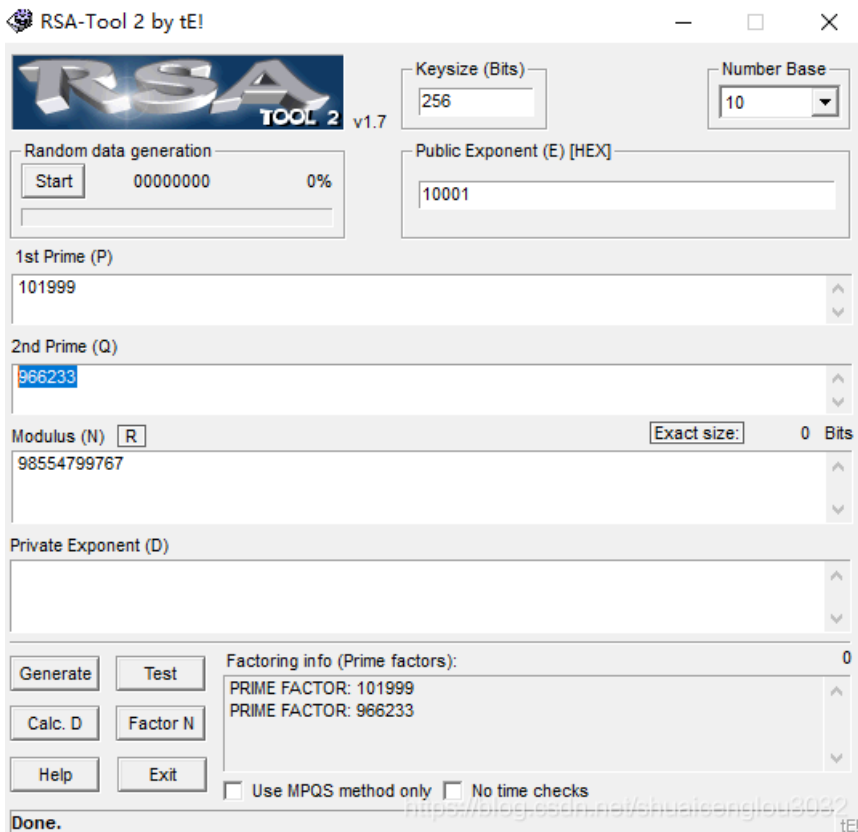 RSA-Tool 2 by tE!
RSA
TOOL 2 v1.7
Keysize (Bits)
256
Number Base
10
Random data generation
Start 00000000 0%
Public Exponent (E) [HEX]
10001
1st Prime (P)
101999
2nd Prime (Q)
966233
Modulus (N) R Exact size: 0 Bits
98554799767
Private Exponent (D)
Generate Test
Calc. D Factor N
Help Exit
Factoring info (Prime factors): 0
PRIME FACTOR: 101999
PRIME FACTOR: 966233
Use MPQS method only No time checks
https://blog.csdn.net/shuaicenglou3032
Done. tE!